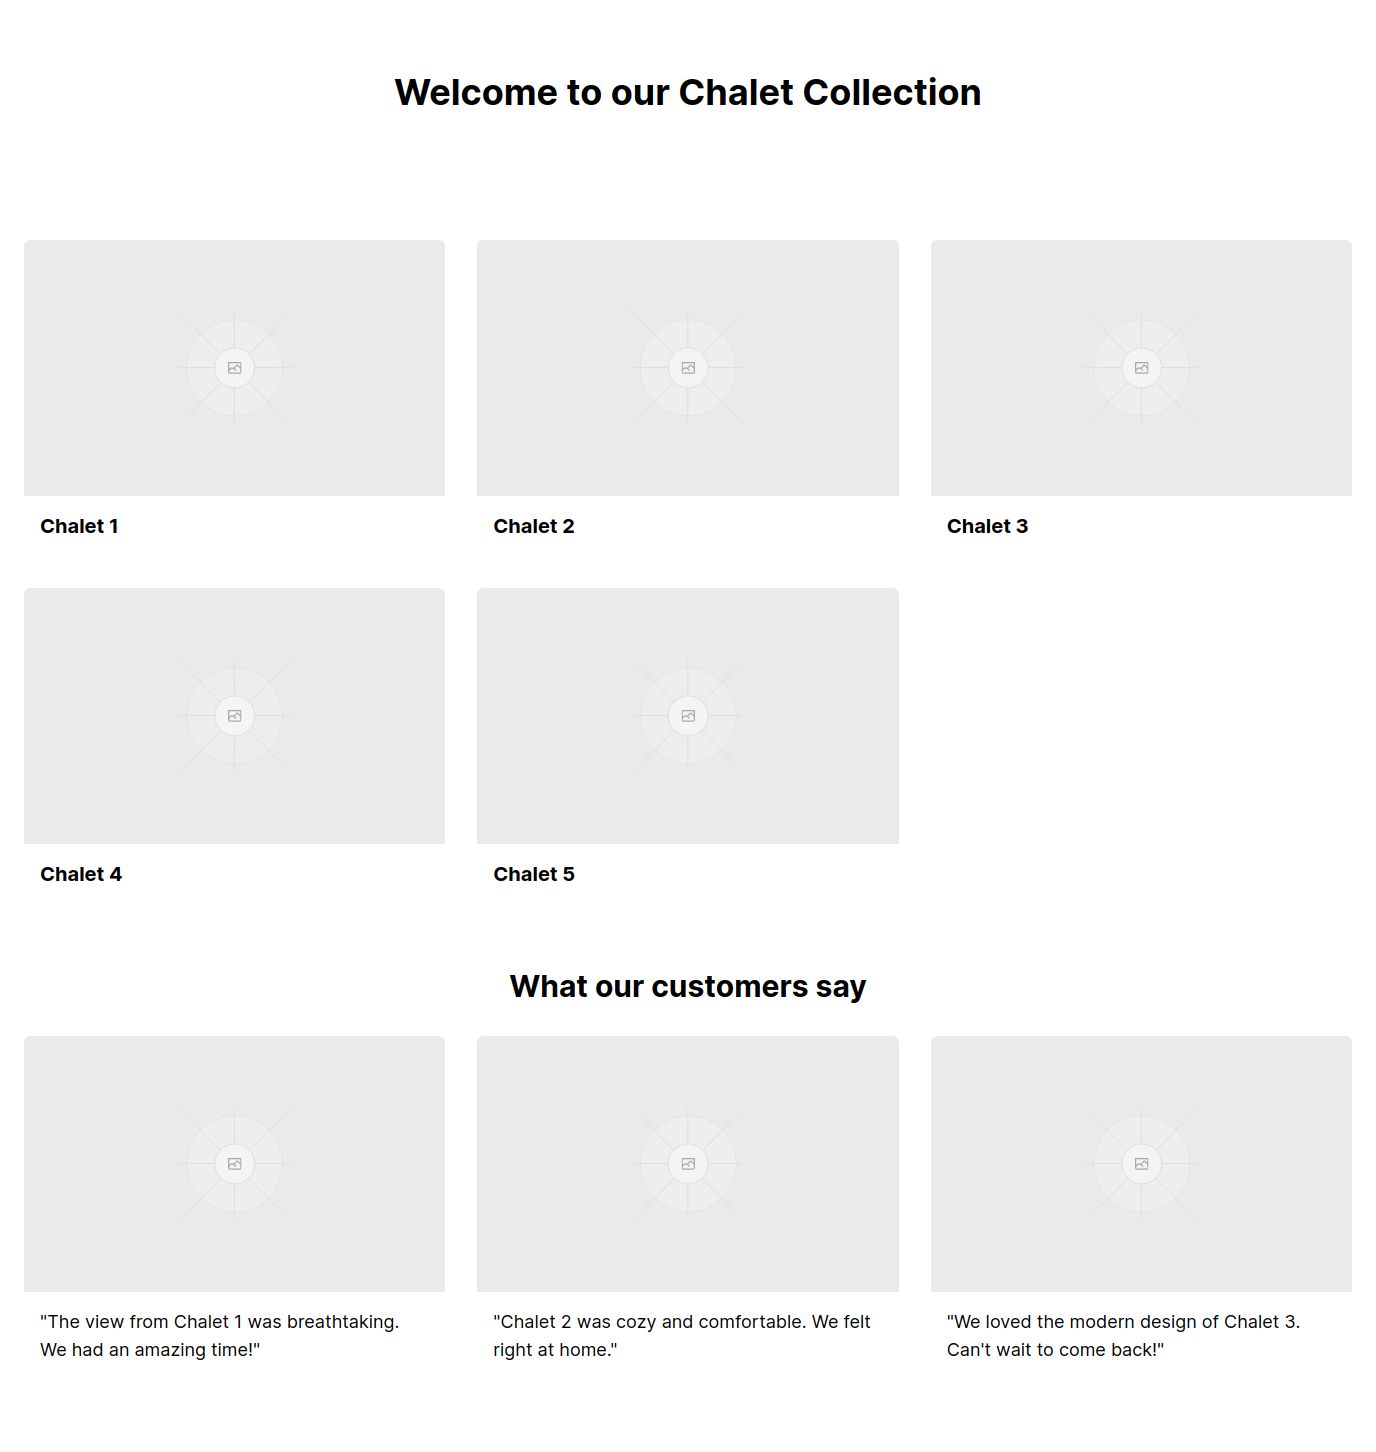 Welcome to our Chalet Collection
Chalet 1
Chalet 2
Chalet 3
Chalet 4
Chalet 5
What our customers say
"The view from Chalet 1 was breathtaking.
We had an amazing time!"
"Chalet 2 was cozy and comfortable. We felt
right at home."
"We loved the modern design of Chalet 3.
Can't wait to come back!"